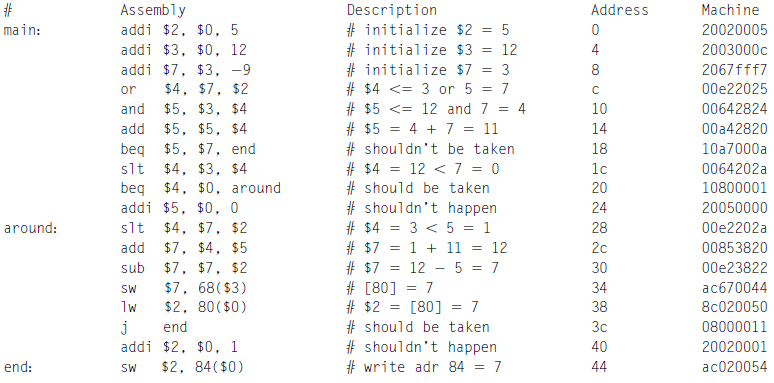 # Assembly Description Address Machine
main: addi $2, $0, 5 # initialize $2 = 5 0 20020005
addi $3, $0, 12 # initialize $3 = 12 4 2003000c
addi $7, $3, −9 # initialize $7 = 3 8 2067fff7
or $4, $7, $2 # $4 <= 3 or 5 = 7 c 00e22025
and $5, $3, $4 # $5 <= 12 and 7 = 4 10 00642824
add $5, $5, $4 # $5 = 4 + 7 = 11 14 00a42820
beq $5, $7, end # shouldn't be taken 18 10a7000a
slt $4, $3, $4 # $4 = 12 < 7 = 0 1c 0064202a
beq $4, $0, around # should be taken 20 10800001
addi $5, $0, 0 # shouldn't happen 24 20050000
around: slt $4, $7, $2 # $4 = 3 < 5 = 1 28 00e2202a
add $7, $4, $5 # $7 = 1 + 11 = 12 2c 00853820
sub $7, $7, $2 # $7 = 12 − 5 = 7 30 00e23822
sw $7, 68($3) # [80] = 7 34 ac670044
lw $2, 80($0) # $2 = [80] = 7 38 8c020050
j end # should be taken 3c 08000011
addi $2, $0, 1 # shouldn't happen 40 20020001
end: sw $2, 84($0) # write adr 84 = 7 44 ac020054